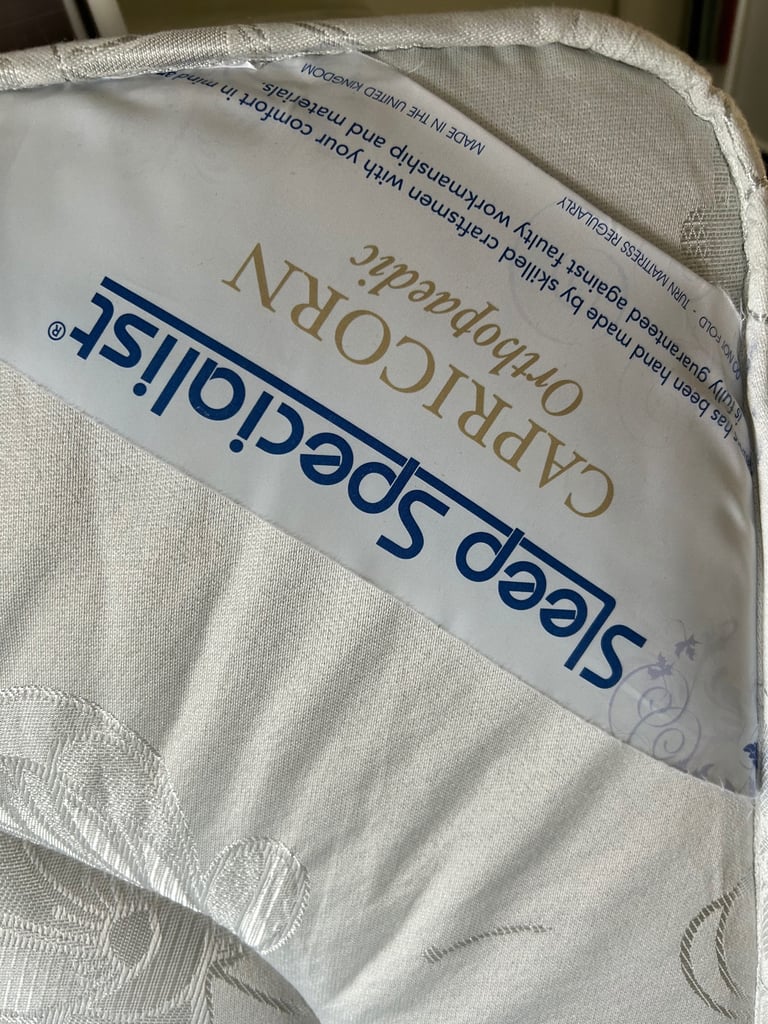 Sleep Specialist®
CAPRICORN
Orthopaedic
has been hand made by skilled craftsmen with your comfort in mind
is fully guaranteed against faulty workmanship and materials.
DO NOT FOLD - TURN MATTRESS REGULARLY
MADE IN THE UNITED KINGDOM